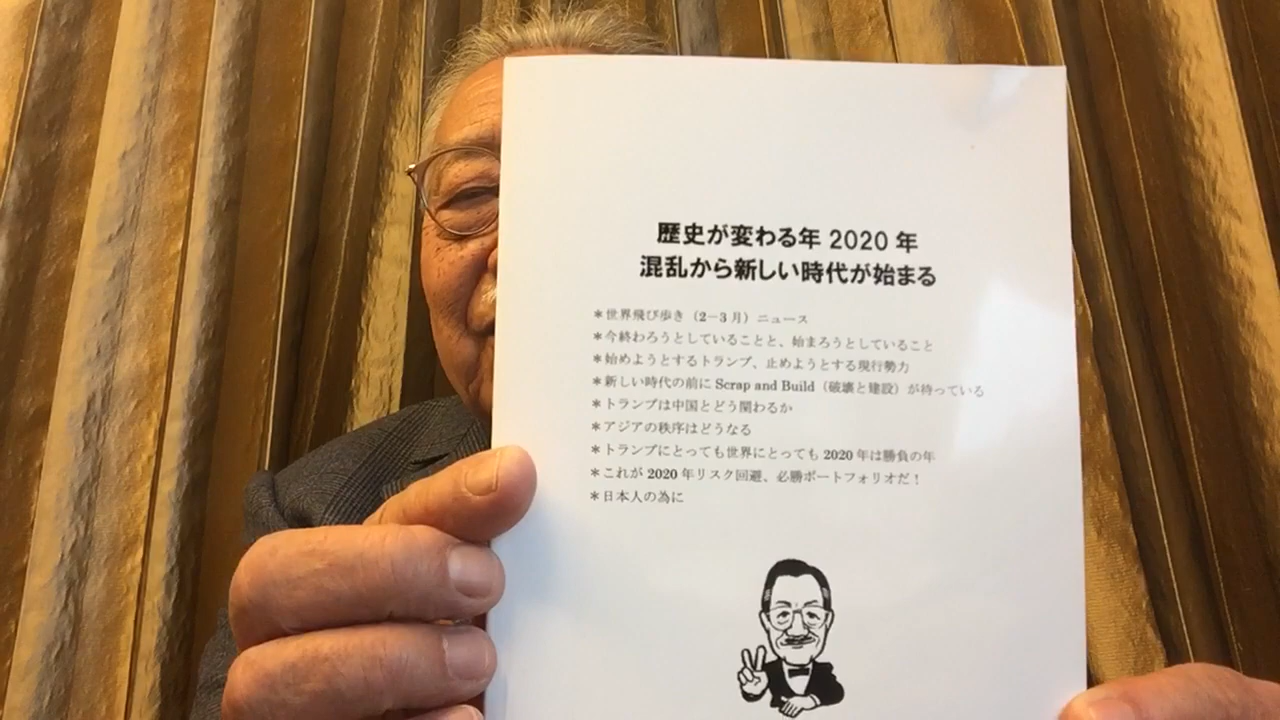 歴史が変わる年 2020 年
混乱から新しい時代が始まる
＊世界飛び歩き（2－3 月）ニュース
＊今終わろうとしていることと、始まろうとしていること
＊始めようとするトランプ、止めようとする現行勢力
＊新しい時代の前に Scrap and Build（破壊と建設）が待っている
＊トランプは中国とどう関わるか
＊アジアの秩序はどうなる
＊トランプにとっても世界にとっても 2020 年は勝負の年
＊これが 2020 年リスク回避、必勝ポートフォリオだ！
＊日本人の為に